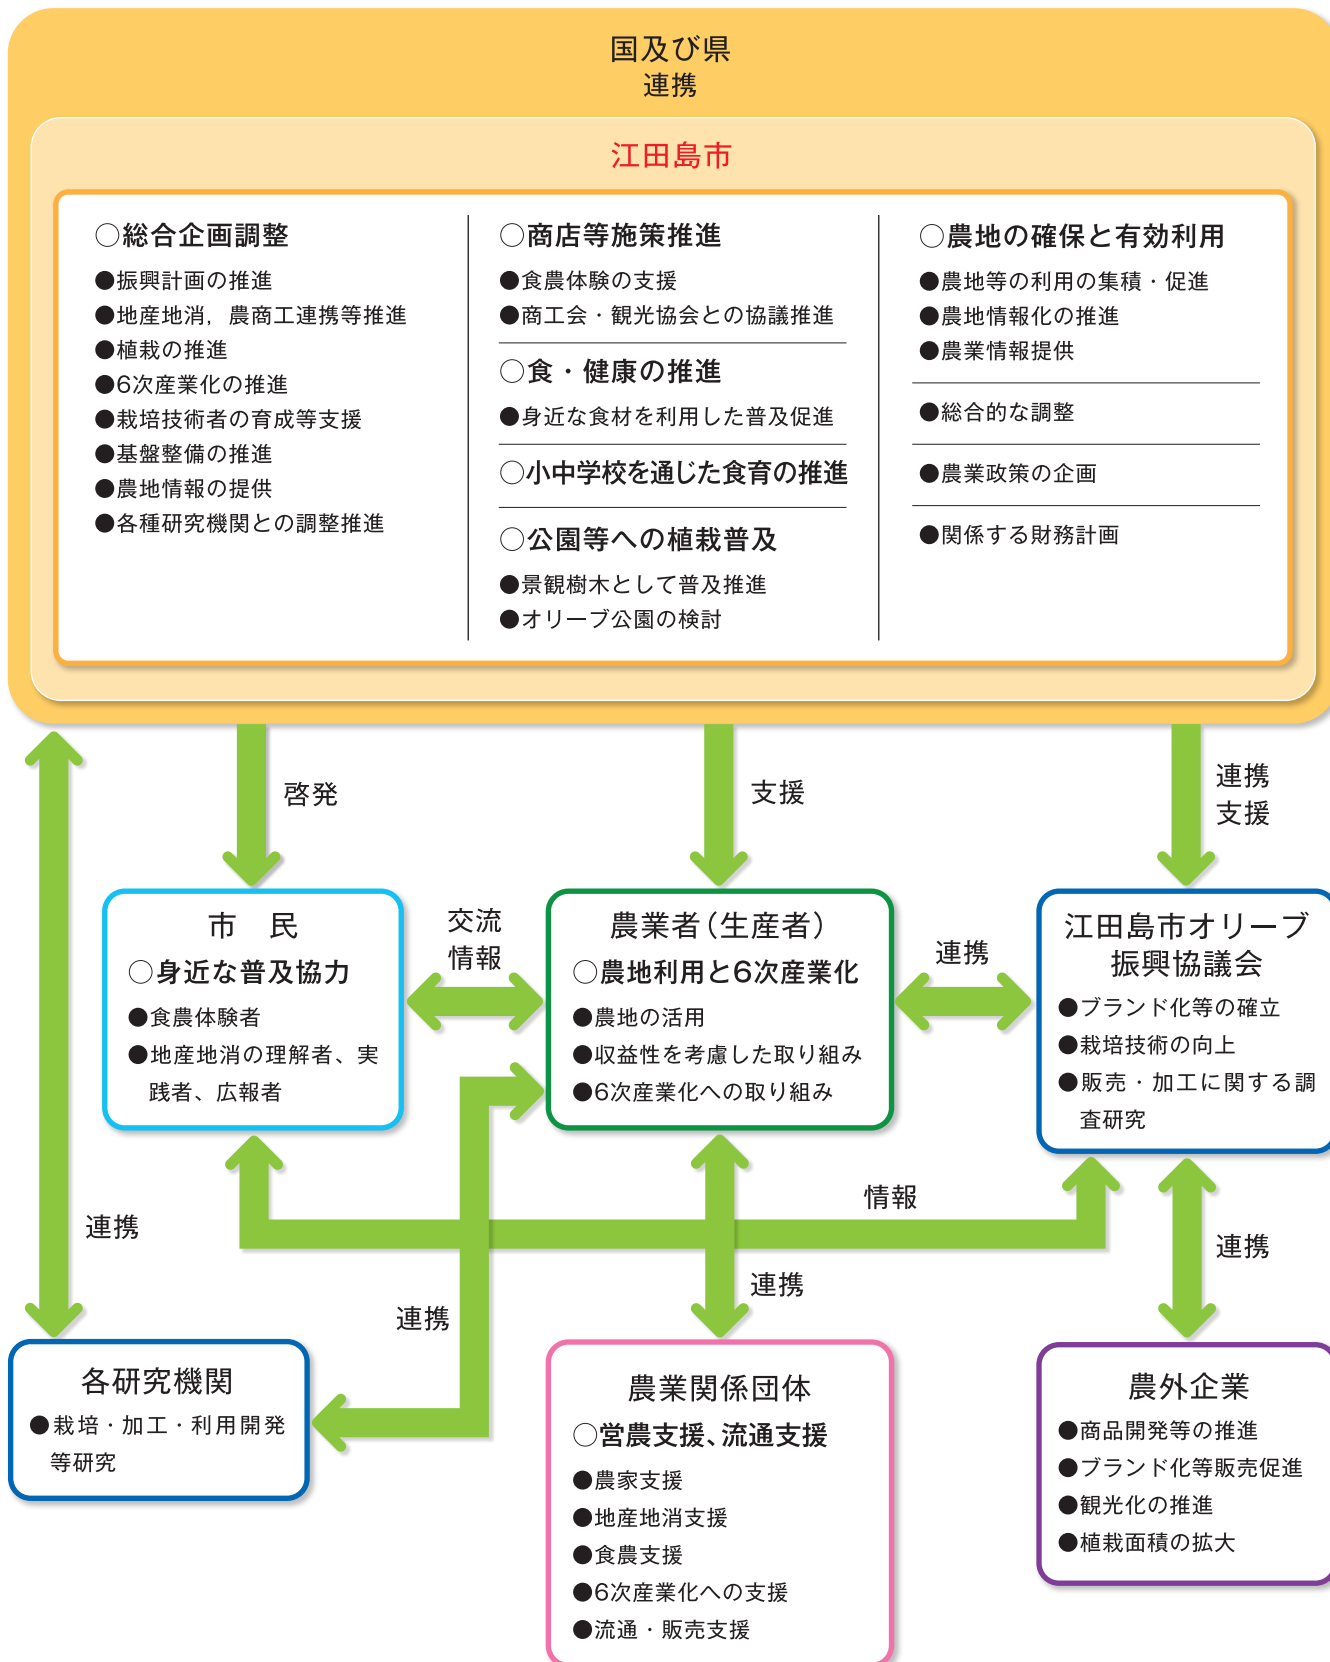 国及び県
連携
江田島市
○総合企画調整
●振興計画の推進
●地産地消，農商工連携等推進
●植栽の推進
●6次産業化の推進
●栽培技術者の育成等支援
●基盤整備の推進
●農地情報の提供
●各種研究機関との調整推進
○商店等施策推進
●食農体験の支援
●商工会・観光協会との協議推進
○食・健康の推進
●身近な食材を利用した普及促進
○小中学校を通じた食育の推進
○公園等への植栽普及
●景観樹木として普及推進
●オリーブ公園の検討
○農地の確保と有効利用
●農地等の利用の集積・促進
●農地情報化の推進
●農業情報提供
●総合的な調整
●農業政策の企画
●関係する財務計画
啓発
支援
連携
支援
市　民
○身近な普及協力
●食農体験者
●地産地消の理解者、実
践者、広報者
交流
情報
農業者（生産者）
○農地利用と6次産業化
●農地の活用
●収益性を考慮した取り組み
●6次産業化への取り組み
連携
江田島市オリーブ
振興協議会
●ブランド化等の確立
●栽培技術の向上
●販売・加工に関する調
査研究
連携
情報
連携
連携
連携
各研究機関
●栽培・加工・利用開発
等研究
農業関係団体
○営農支援、流通支援
●農家支援
●地産地消支援
●食農支援
●6次産業化への支援
●流通・販売支援
農外企業
●商品開発等の推進
●ブランド化等販売促進
●観光化の推進
●植栽面積の拡大